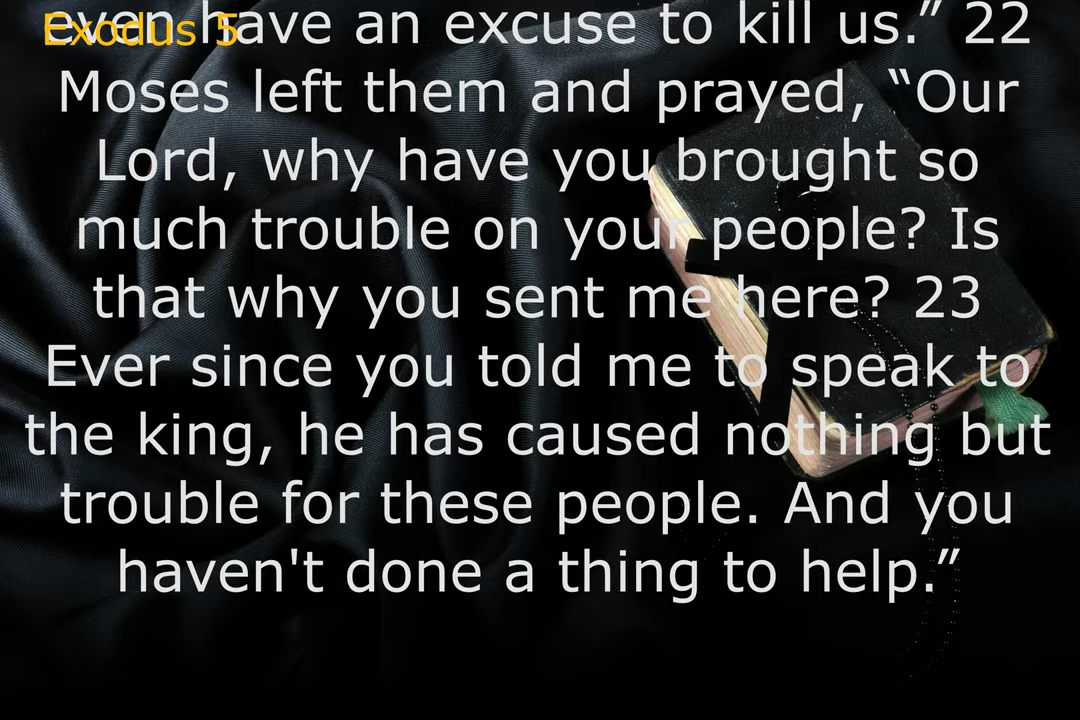 Exodus 5
even have an excuse to kill us.” 22
Moses left them and prayed, “Our
Lord, why have you brought so
much trouble on your people? Is
that why you sent me here? 23
Ever since you told me to speak to
the king, he has caused nothing but
trouble for these people. And you
haven't done a thing to help.”